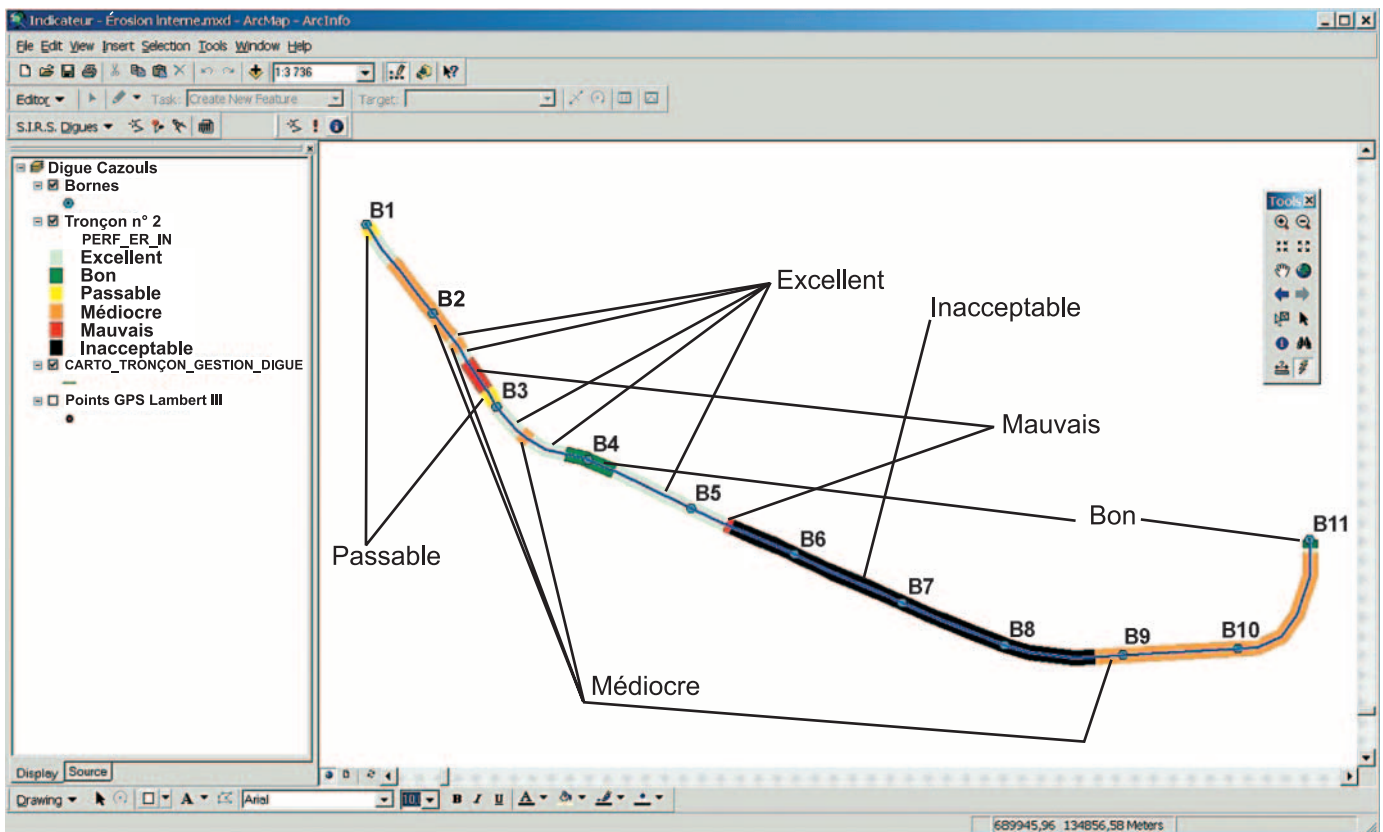 Indicateur - Érosion interne.mxd - ArcMap - ArcInfo
File Edit View Insert Selection Tools Window Help
1:3 736
Editor Task: Create New Feature Target:
S.I.R.S. Digues
Digue Cazouls
Bornes
Tronçon n° 2
PERF_ER_IN
Excellent
Bon
Passable
Médiocre
Mauvais
Inacceptable
CARTO_TRONÇON_GESTION_DIGUE
Points GPS Lambert III
Tools
B1
B2
Excellent
Inacceptable
B3
Mauvais
B4
B5
Bon
B11
Passable
B6
B7
B8
B9
B10
Médiocre
Display Source
Drawing A Arial 10 B I U A
689945,96 134856,58 Meters